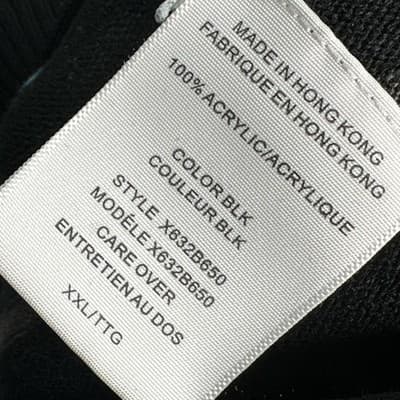 MADE IN HONG KONG
FABRIQUE EN HONG KONG
100% ACRYLIC/ACRYLIQUE
COLOR BLK
COULEUR BLK
STYLE X632B650
MODÉLE X632B650
CARE OVER
ENTRETIEN AU DOS
XXL/TTG